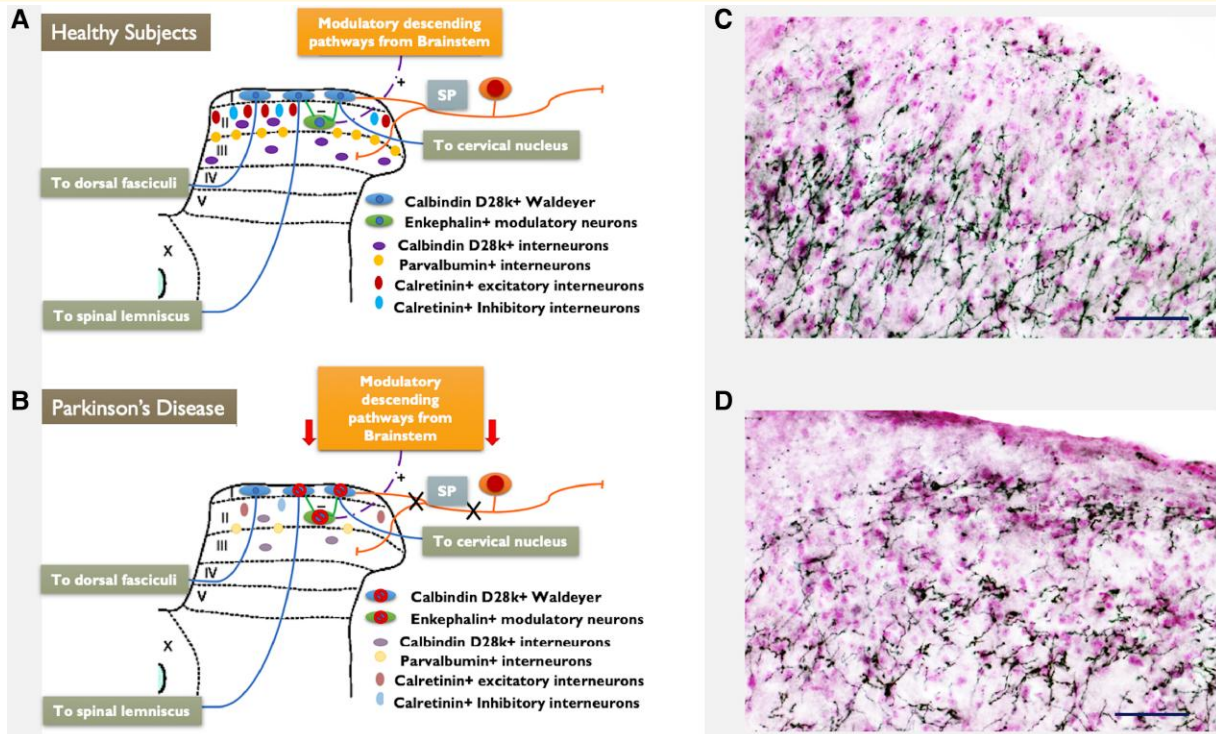 A
Healthy Subjects
Modulatory descending
pathways from Brainstem
+
SP
–
II
III
To cervical nucleus
To dorsal fasciculi
IV
V
Calbindin D28k+ Waldeyer
Enkephalin+ modulatory neurons
X
Calbindin D28k+ interneurons
Parvalbumin+ interneurons
Calretinin+ excitatory interneurons
Calretinin+ Inhibitory interneurons
To spinal lemniscus
B
Parkinson's Disease
Modulatory
descending
pathways from
Brainstem
+
SP
I
–
II
III
To cervical nucleus
To dorsal fasciculi
IV
V
Calbindin D28k+ Waldeyer
Enkephalin+ modulatory neurons
X
Calbindin D28k+ interneurons
Parvalbumin+ interneurons
Calretinin+ excitatory interneurons
Calretinin+ Inhibitory interneurons
To spinal lemniscus
C
D